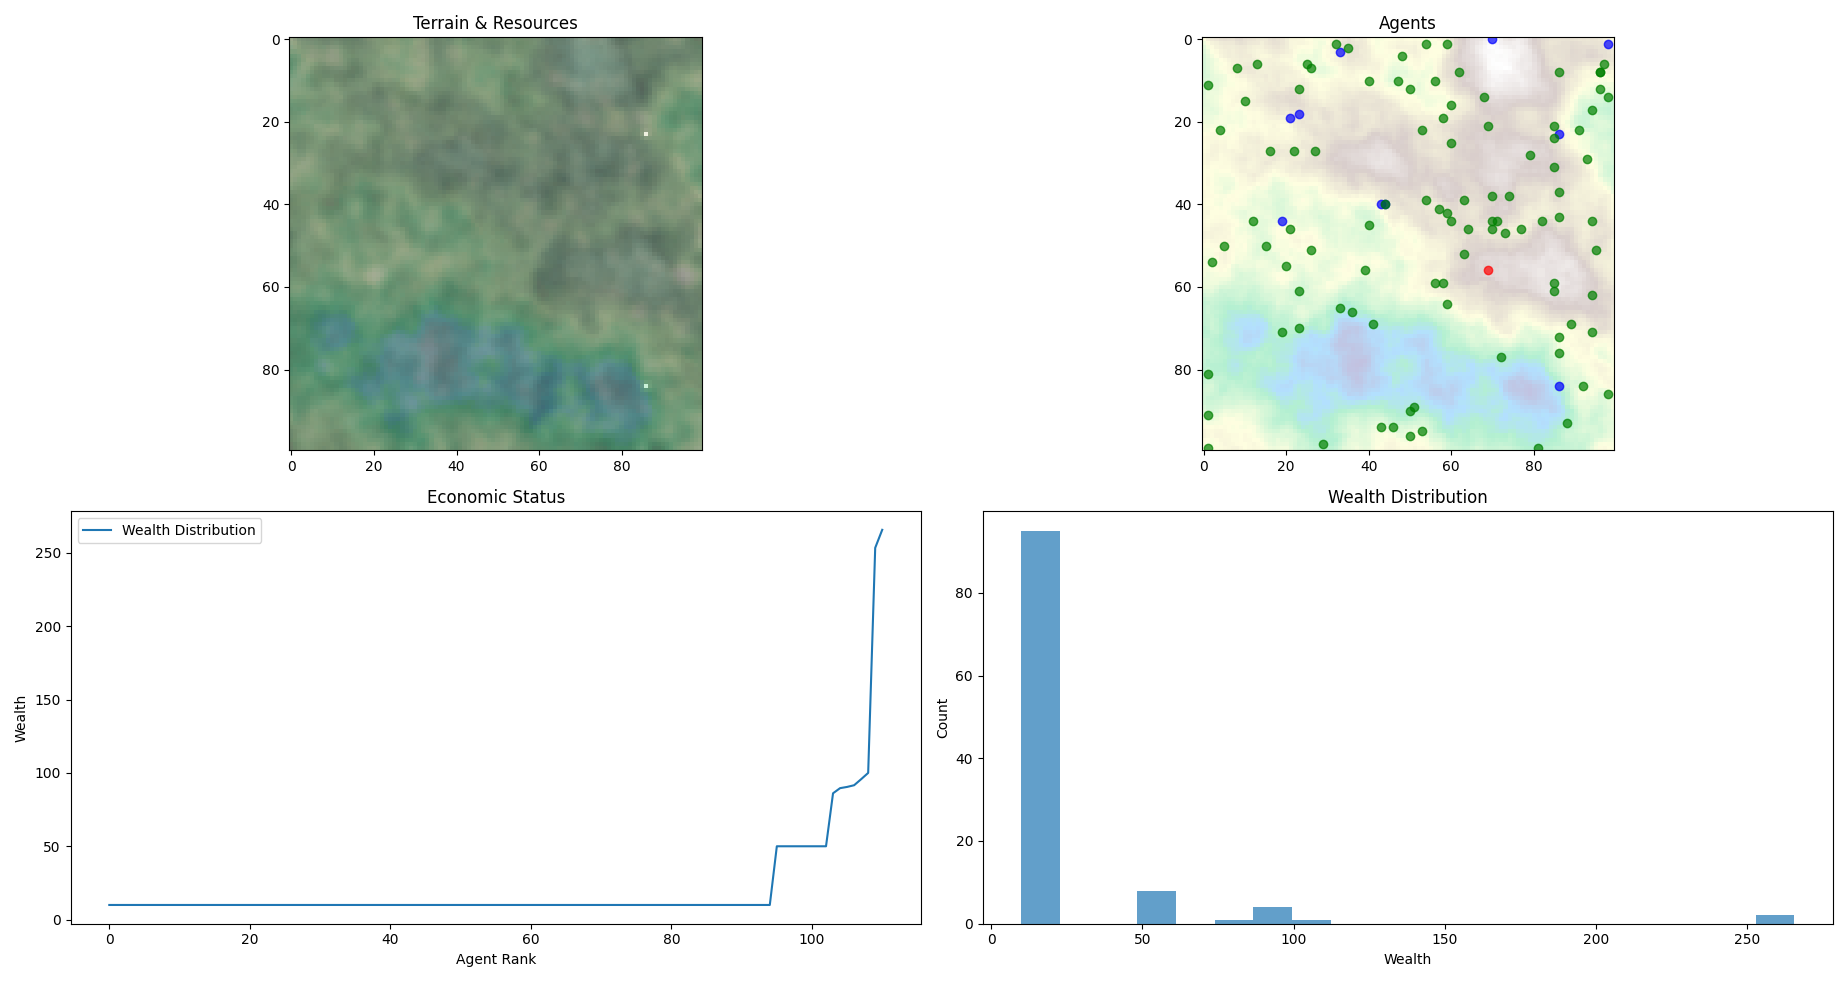 Terrain & Resources
0
20
40
60
80
0 20 40 60 80
Agents
0
20
40
60
80
0 20 40 60 80
Economic Status
Wealth Distribution
250
200
150
100
50
0
Wealth
0 20 40 60 80 100
Agent Rank
Wealth Distribution
80
60
40
20
0
Count
0 50 100 150 200 250
Wealth